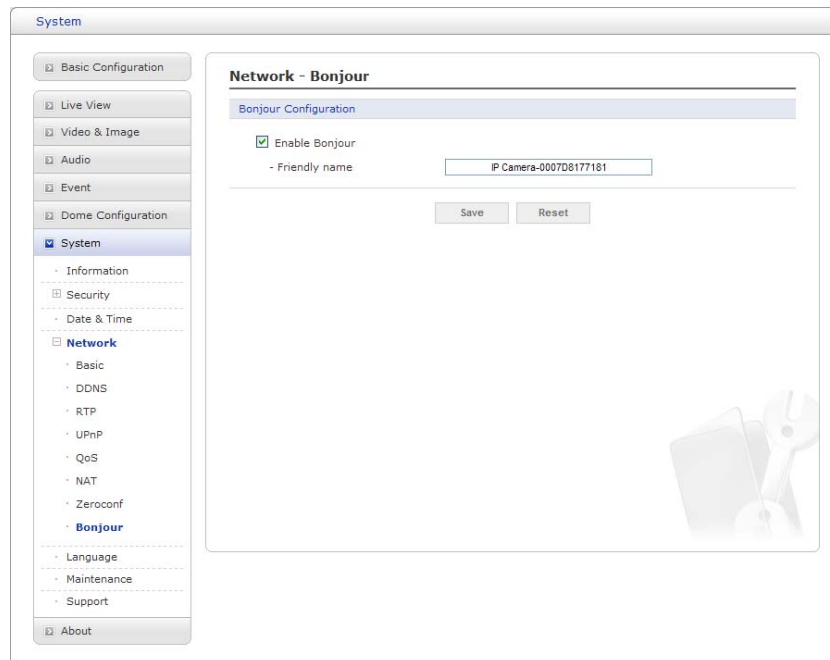 System
Basic Configuration
Live View
Video & Image
Audio
Event
Dome Configuration
System
Information
Security
Date & Time
Network
Basic
DDNS
RTP
UPnP
QoS
NAT
Zeroconf
Bonjour
Language
Maintenance
Support
About
Network - Bonjour
Bonjour Configuration
Enable Bonjour
- Friendly name IP Camera-0007D8177181
Save Reset